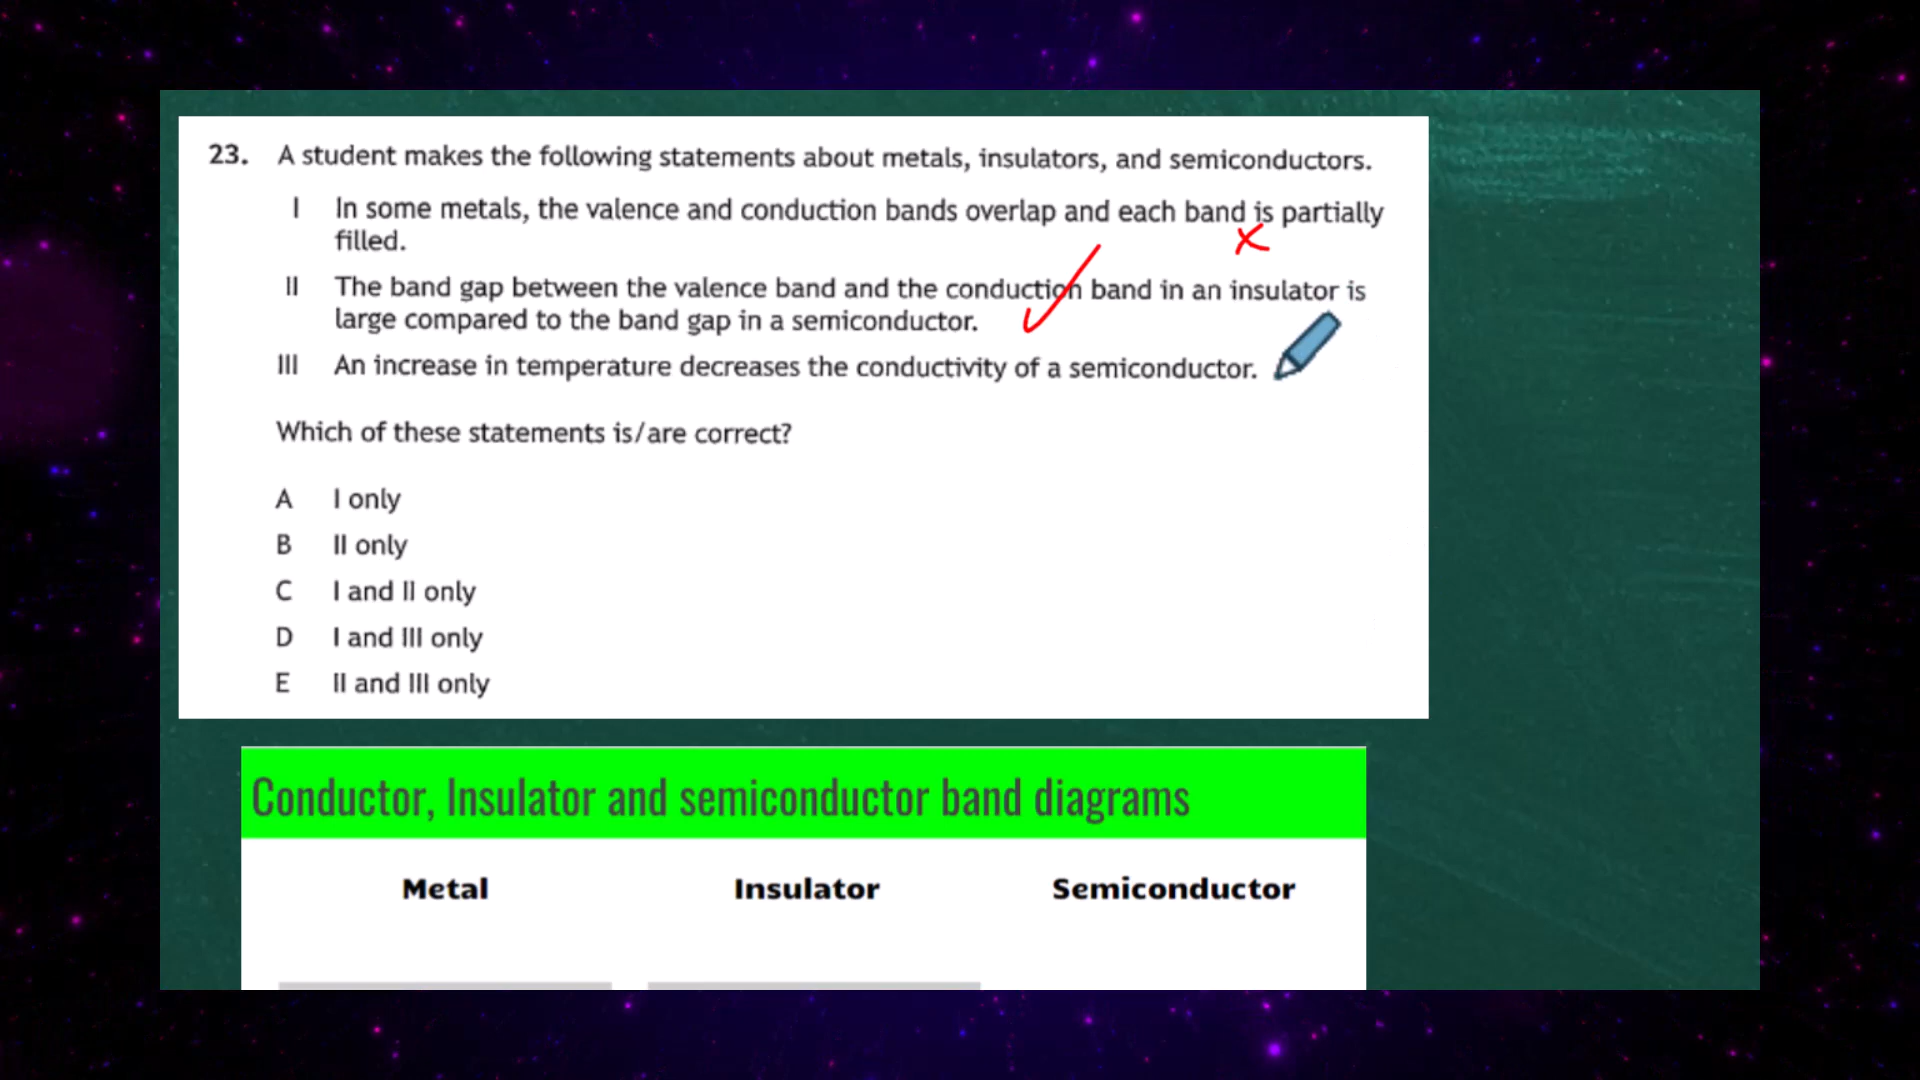 23. A student makes the following statements about metals, insulators, and semiconductors.
I In some metals, the valence and conduction bands overlap and each band is partially
filled.
II The band gap between the valence band and the conduction band in an insulator is
large compared to the band gap in a semiconductor.
III An increase in temperature decreases the conductivity of a semiconductor.
Which of these statements is/are correct?
A I only
B II only
C I and II only
D I and III only
E II and III only
Conductor, Insulator and semiconductor band diagrams
Metal Insulator Semiconductor